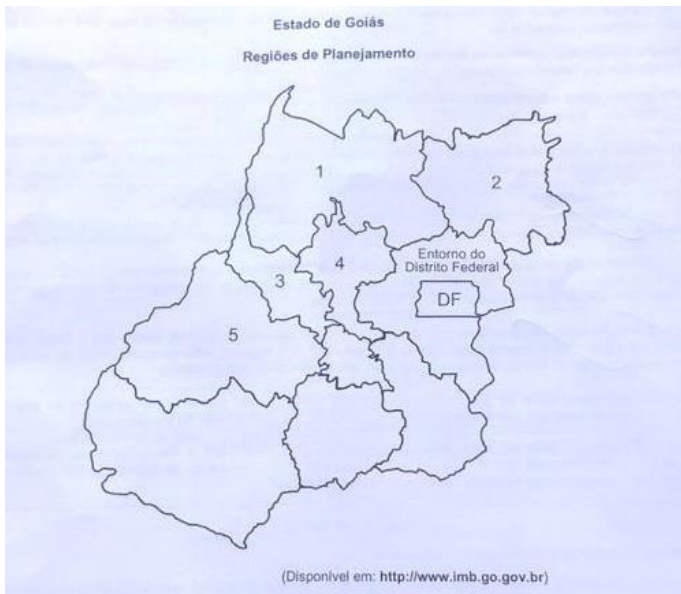 Estado de Goiás
Regiões de Planejamento
1
2
Entorno do
Distrito Federal
4
3
DF
5
(Disponível em: http://www.imb.go.gov.br)